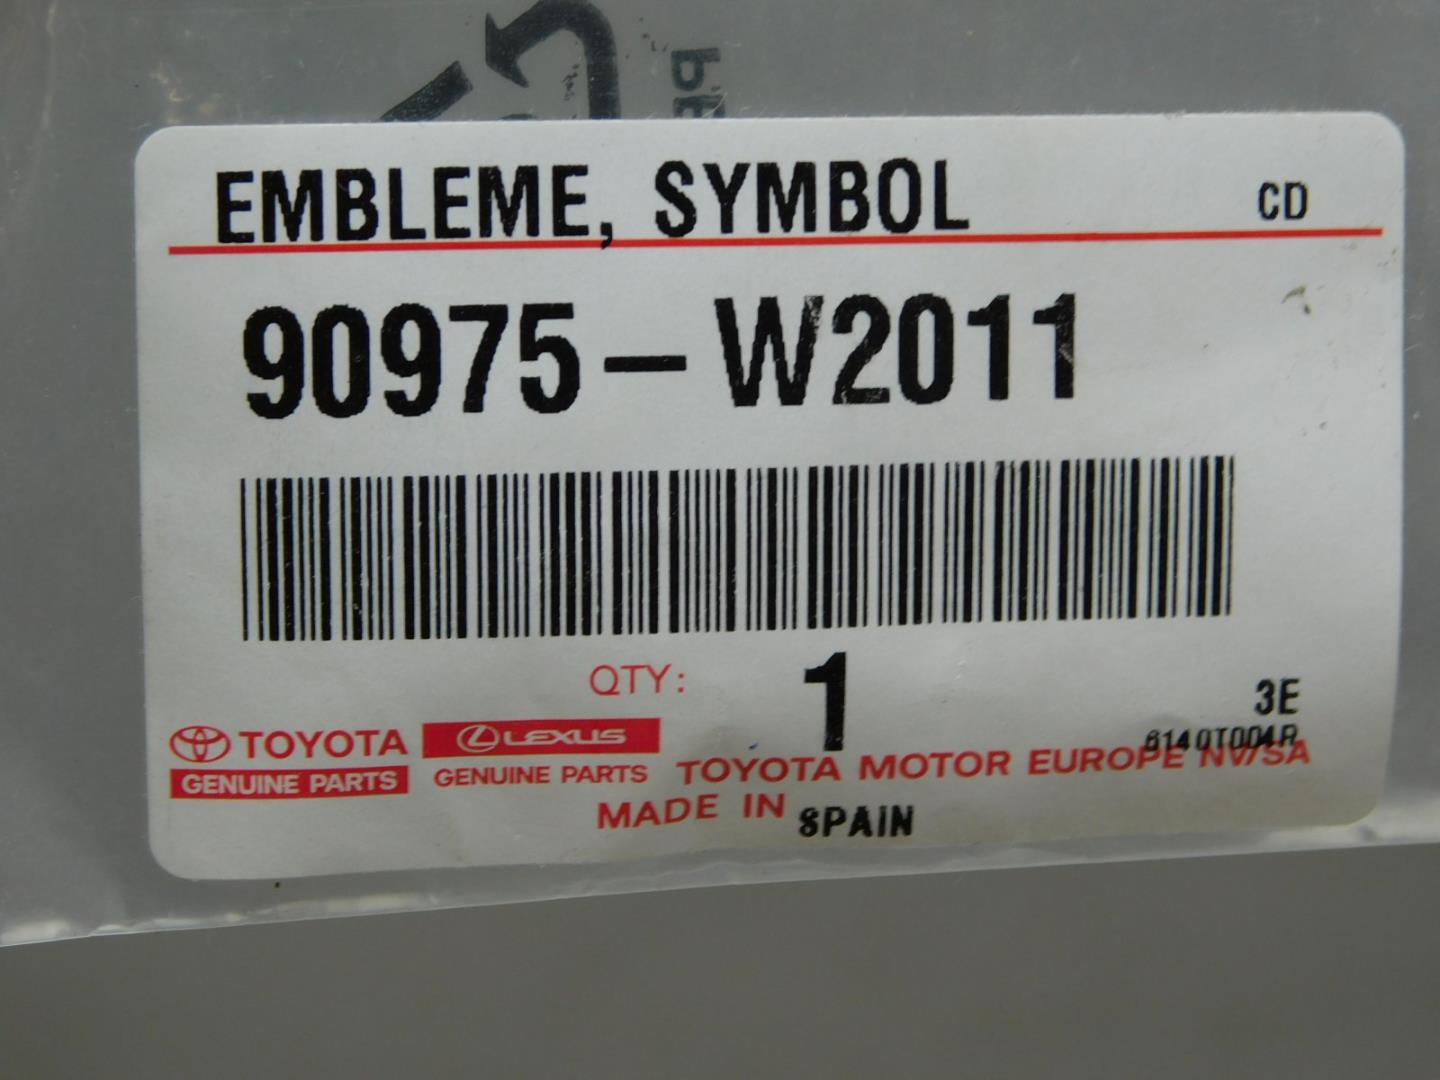 EMBLEME, SYMBOL CD
90975-W2011
QTY: 1
3E
6140T004R
TOYOTA
GENUINE PARTS
LEXUS
GENUINE PARTS
TOYOTA MOTOR EUROPE NV/SA
MADE IN SPAIN